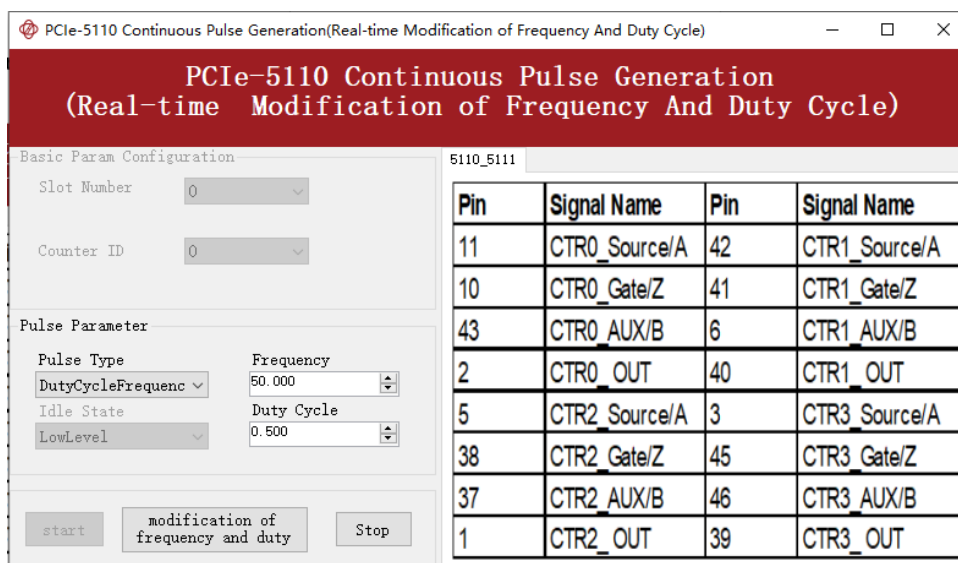 PCIe-5110 Continuous Pulse Generation(Real-time Modification of Frequency And Duty Cycle)
PCIe-5110 Continuous Pulse Generation
(Real-time Modification of Frequency And Duty Cycle)
Basic Param Configuration
Slot Number 0
Counter ID 0
Pulse Parameter
Pulse Type Frequency
DutyCycleFrequenc 50.000
Idle State Duty Cycle
LowLevel 0.500
start modification of frequency and duty Stop
5110_5111
Pin Signal Name Pin Signal Name
11 CTR0_Source/A 42 CTR1_Source/A
10 CTR0_Gate/Z 41 CTR1_Gate/Z
43 CTR0_AUX/B 6 CTR1_AUX/B
2 CTR0_OUT 40 CTR1_OUT
5 CTR2_Source/A 3 CTR3_Source/A
38 CTR2_Gate/Z 45 CTR3_Gate/Z
37 CTR2_AUX/B 46 CTR3_AUX/B
1 CTR2_OUT 39 CTR3_OUT